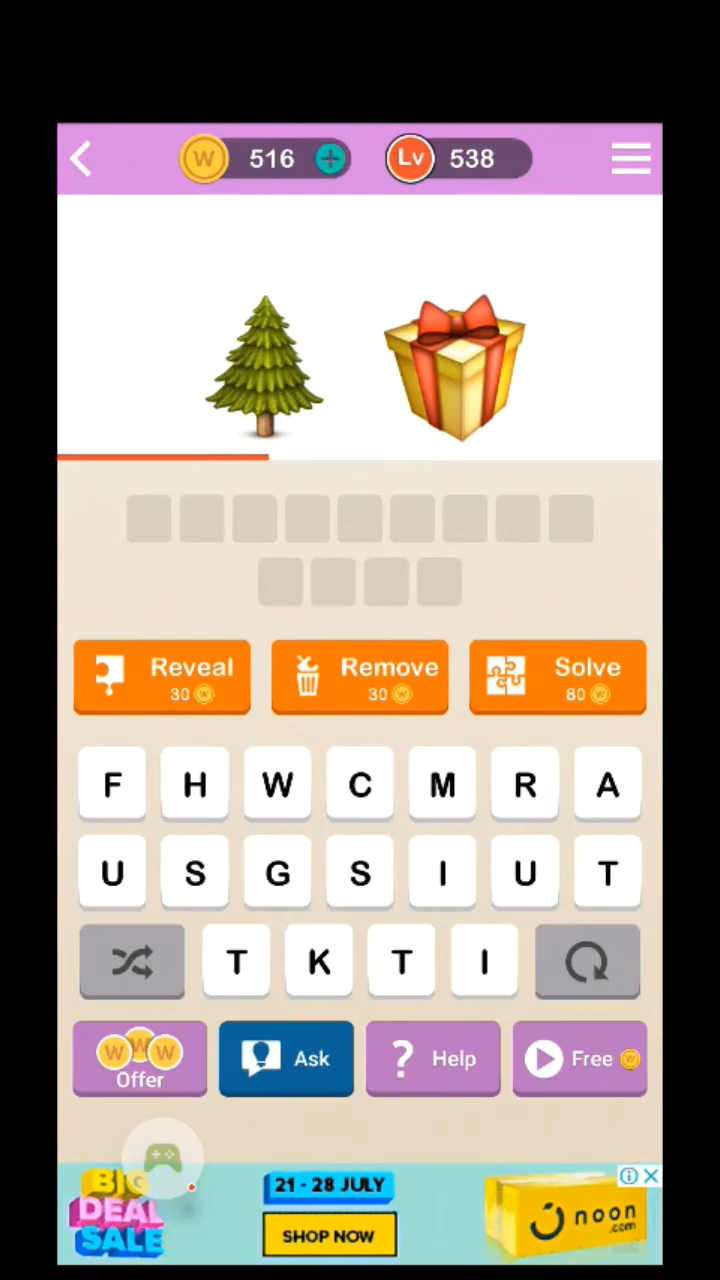 W 516 + Lv 538
Reveal Remove Solve
30 W 30 W 80 W
F H W C M R A
U S G S I U T
T K T I
W W W
Offer Ask ? Help Free W
BIG
DEAL
SALE
21 - 28 JULY
SHOP NOW
noon
.com